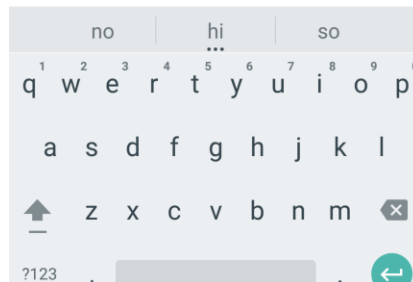 no hi so
1 2 3 4 5 6 7 8 9
q w e r t y u i o p
a s d f g h j k l
z x c v b n m
?123